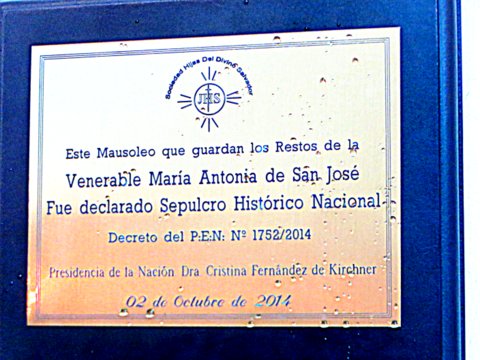 Sociedad Hijas Del Divino Salvador
JHS
Este Mausoleo que guardan los Restos de la
Venerable María Antonia de San José
Fue declarado Sepulcro Histórico Nacional
Decreto del P.E.N: Nº 1752/2014
Presidencia de la Nación Dra Cristina Fernández de Kirchner
02 de Octubre de 2014